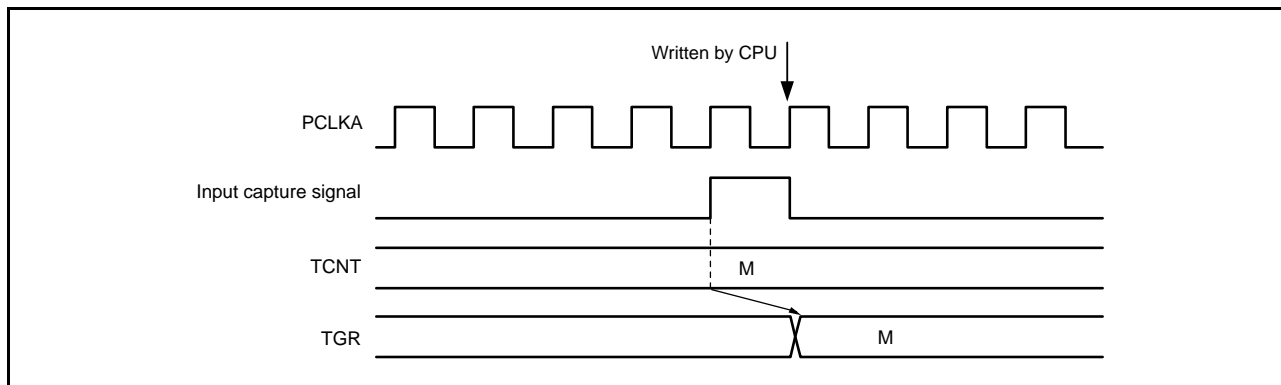 Written by CPU
PCLKA
Input capture signal
TCNT
M
TGR
M